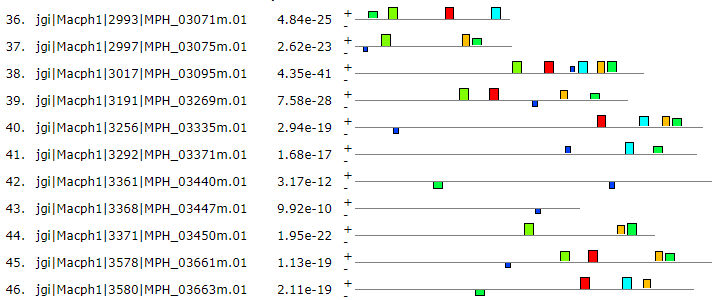 36. jgi|Macph1|2993|MPH_03071m.01 4.84e-25 + -
37. jgi|Macph1|2997|MPH_03075m.01 2.62e-23 + -
38. jgi|Macph1|3017|MPH_03095m.01 4.35e-41 + -
39. jgi|Macph1|3191|MPH_03269m.01 7.58e-28 + -
40. jgi|Macph1|3256|MPH_03335m.01 2.94e-19 + -
41. jgi|Macph1|3292|MPH_03371m.01 1.68e-17 + -
42. jgi|Macph1|3361|MPH_03440m.01 3.17e-12 + -
43. jgi|Macph1|3368|MPH_03447m.01 9.92e-10 + -
44. jgi|Macph1|3371|MPH_03450m.01 1.95e-22 + -
45. jgi|Macph1|3578|MPH_03661m.01 1.13e-19 + -
46. jgi|Macph1|3580|MPH_03663m.01 2.11e-19 + -